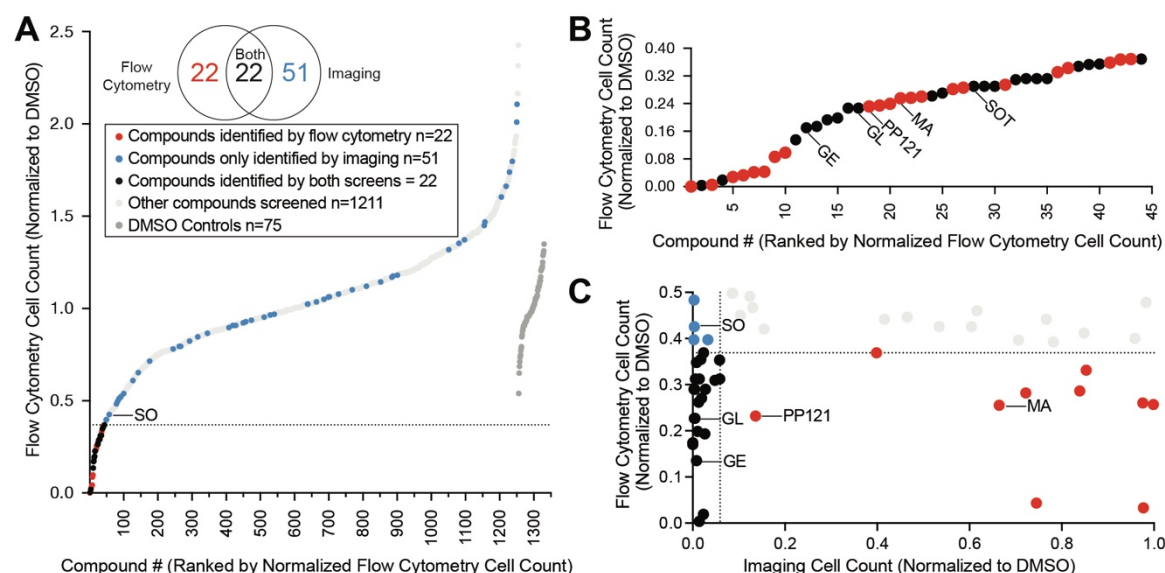 A
Flow Cytometry Cell Count (Normalized to DMSO)
2.5
2.0
1.5
1.0
0.5
0.0
Flow
Cytometry
22
Both
22
51
Imaging
Compounds identified by flow cytometry n=22
Compounds only identified by imaging n=51
Compounds identified by both screens = 22
Other compounds screened n=1211
DMSO Controls n=75
SO
100
200
300
400
500
600
700
800
900
1000
1100
1200
1300
Compound # (Ranked by Normalized Flow Cytometry Cell Count)
B
Flow Cytometry Cell Count
(Normalized to DMSO)
0.40
0.32
0.24
0.16
0.08
0.00
GE
GL
PP121
MA
SOT
5
10
15
20
25
30
35
40
45
Compound # (Ranked by Normalized Flow Cytometry Cell Count)
C
Flow Cytometry Cell Count
(Normalized to DMSO)
0.5
0.4
0.3
0.2
0.1
0.0
SO
GL
GE
PP121
MA
0.0
0.2
0.4
0.6
0.8
1.0
Imaging Cell Count (Normalized to DMSO)